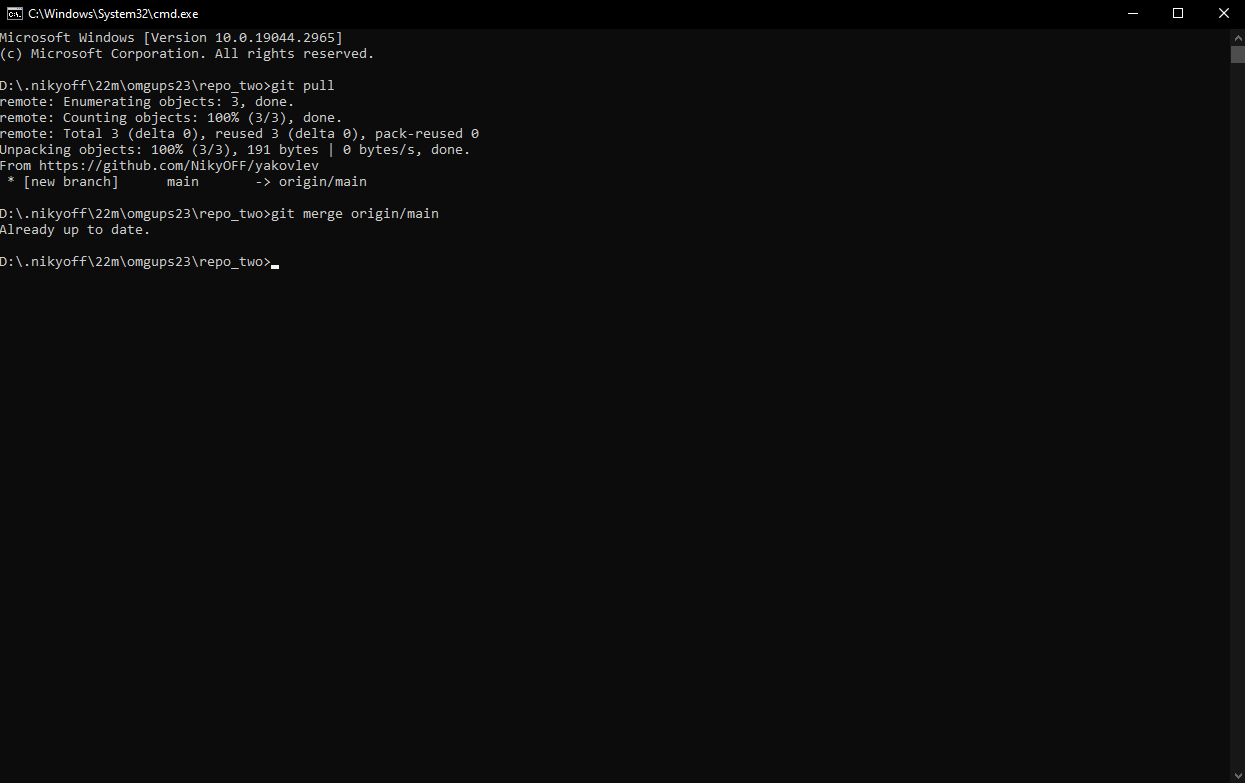 C:\Windows\System32\cmd.exe
Microsoft Windows [Version 10.0.19044.2965]
(c) Microsoft Corporation. All rights reserved.
D:\.nikyoff\22m\omgups23\repo_two>git pull
remote: Enumerating objects: 3, done.
remote: Counting objects: 100% (3/3), done.
remote: Total 3 (delta 0), reused 3 (delta 0), pack-reused 0
Unpacking objects: 100% (3/3), 191 bytes | 0 bytes/s, done.
From https://github.com/NikyOFF/yakovlev
 * [new branch]      main       -> origin/main
D:\.nikyoff\22m\omgups23\repo_two>git merge origin/main
Already up to date.
D:\.nikyoff\22m\omgups23\repo_two>